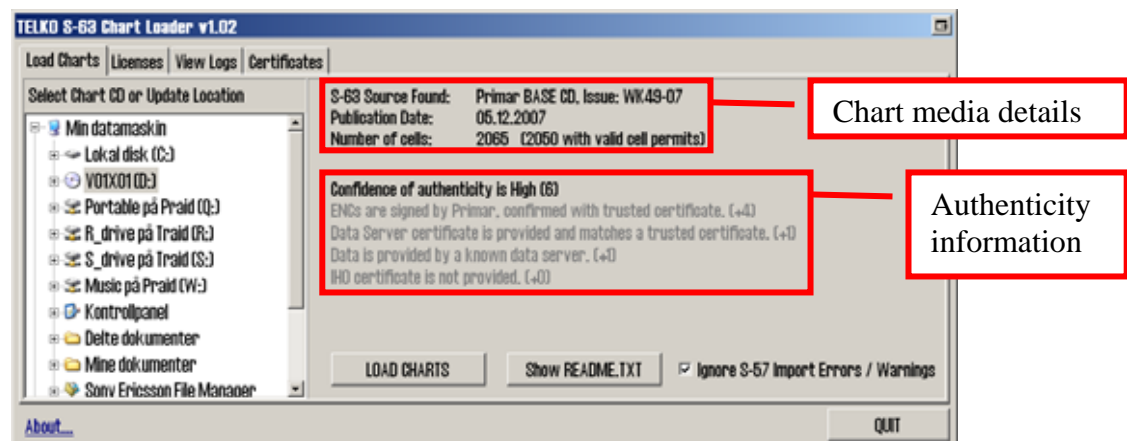 TELKO S-63 Chart Loader v1.02
Load Charts Licenses View Logs Certificates
Select Chart CD or Update Location
Min datamaskin
Lokal disk (C:)
V01X01 (D:)
Portable på Praid (Q:)
R_drive på Traid (R:)
S_drive på Traid (S:)
Music på Praid (W:)
Kontrollpanel
Delte dokumenter
Mine dokumenter
Sony Ericsson File Manager
S-63 Source Found: Primar BASE CD, Issue: WK49-07
Publication Date: 05.12.2007
Number of cells: 2065 (2050 with valid cell permits)
Chart media details
Confidence of authenticity is High (6)
ENCs are signed by Primar, confirmed with trusted certificate. (+4)
Data Server certificate is provided and matches a trusted certificate. (+1)
Data is provided by a known data server. (+1)
IHO certificate is not provided. (+0)
Authenticity
information
LOAD CHARTS Show README.TXT Ignore S-57 Import Errors / Warnings
About... QUIT